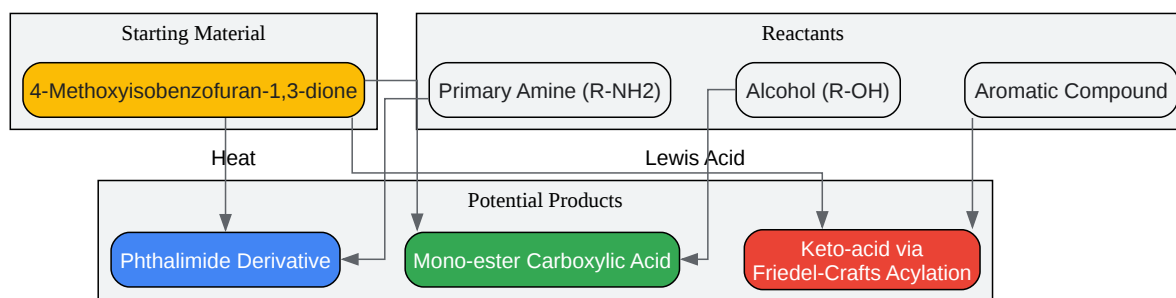 Starting Material
Reactants
4-Methoxyisobenzofuran-1,3-dione
Primary Amine (R-NH2)
Alcohol (R-OH)
Aromatic Compound
Heat
Lewis Acid
Potential Products
Phthalimide Derivative
Mono-ester Carboxylic Acid
Keto-acid via
Friedel-Crafts Acylation